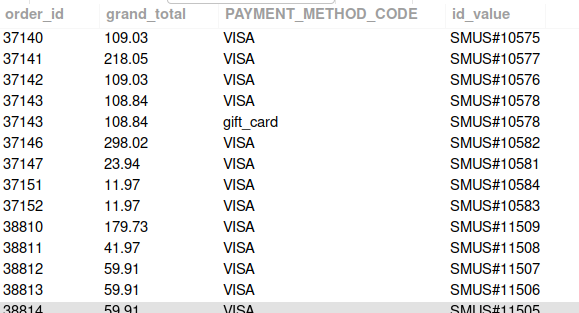 order_id grand_total PAYMENT_METHOD_CODE id_value
37140 109.03 VISA SMUS#10575
37141 218.05 VISA SMUS#10577
37142 109.03 VISA SMUS#10576
37143 108.84 VISA SMUS#10578
37143 108.84 gift_card SMUS#10578
37146 298.02 VISA SMUS#10582
37147 23.94 VISA SMUS#10581
37151 11.97 VISA SMUS#10584
37152 11.97 VISA SMUS#10583
38810 179.73 VISA SMUS#11509
38811 41.97 VISA SMUS#11508
38812 59.91 VISA SMUS#11507
38813 59.91 VISA SMUS#11506
38814 59.91 VISA SMUS#11505